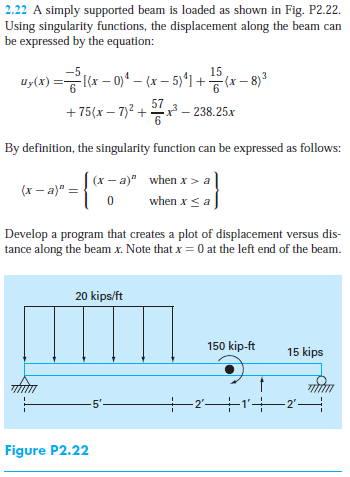 2.22 A simply supported beam is loaded as shown in Fig. P2.22.
Using singularity functions, the displacement along the beam can
be expressed by the equation:
u_y(x) = \frac{-5}{6}[⟨x − 0⟩^4 − ⟨x − 5⟩^4] + \frac{15}{6}⟨x − 8⟩^3
+ 75⟨x − 7⟩^2 + \frac{57}{6}x^3 − 238.25x
By definition, the singularity function can be expressed as follows:
⟨x − a⟩^n = { (x − a)^n when x > a }
{ 0 when x ≤ a }
Develop a program that creates a plot of displacement versus dis-
tance along the beam x. Note that x = 0 at the left end of the beam.
20 kips/ft
150 kip-ft
15 kips
5′ 2′ 1′ 2′
Figure P2.22